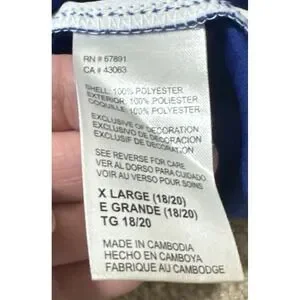 RN # 67891
CA # 43063
SHELL: 100% POLYESTER
EXTERIOR: 100% POLIESTER
COQUILLE: 100% POLYESTER
EXCLUSIVE OF DECORATION
EXCLUSIVO DE DECORACION
EXCLUSIF DE DÉCORATION
SEE REVERSE FOR CARE
VER AL DORSO PARA CUIDADO
VOIR AU VERSO POUR SOINS
X LARGE (18/20)
E GRANDE (18/20)
TG 18/20
MADE IN CAMBODIA
HECHO EN CAMBOYA
FABRIQUE AU CAMBODGE